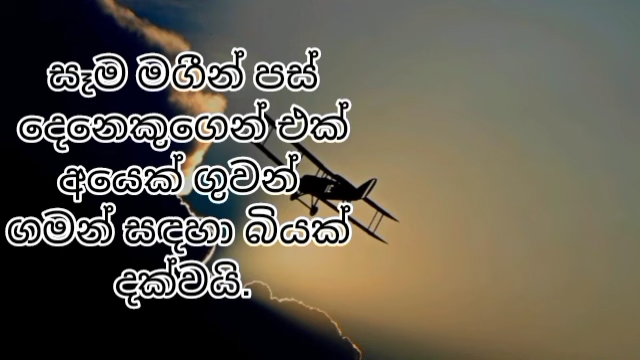 සෑම මගීන් පස්
දෙනෙකුගෙන් එක්
අයෙක් ගුවන්
ගමන් සඳහා බියක්
දක්වයි.